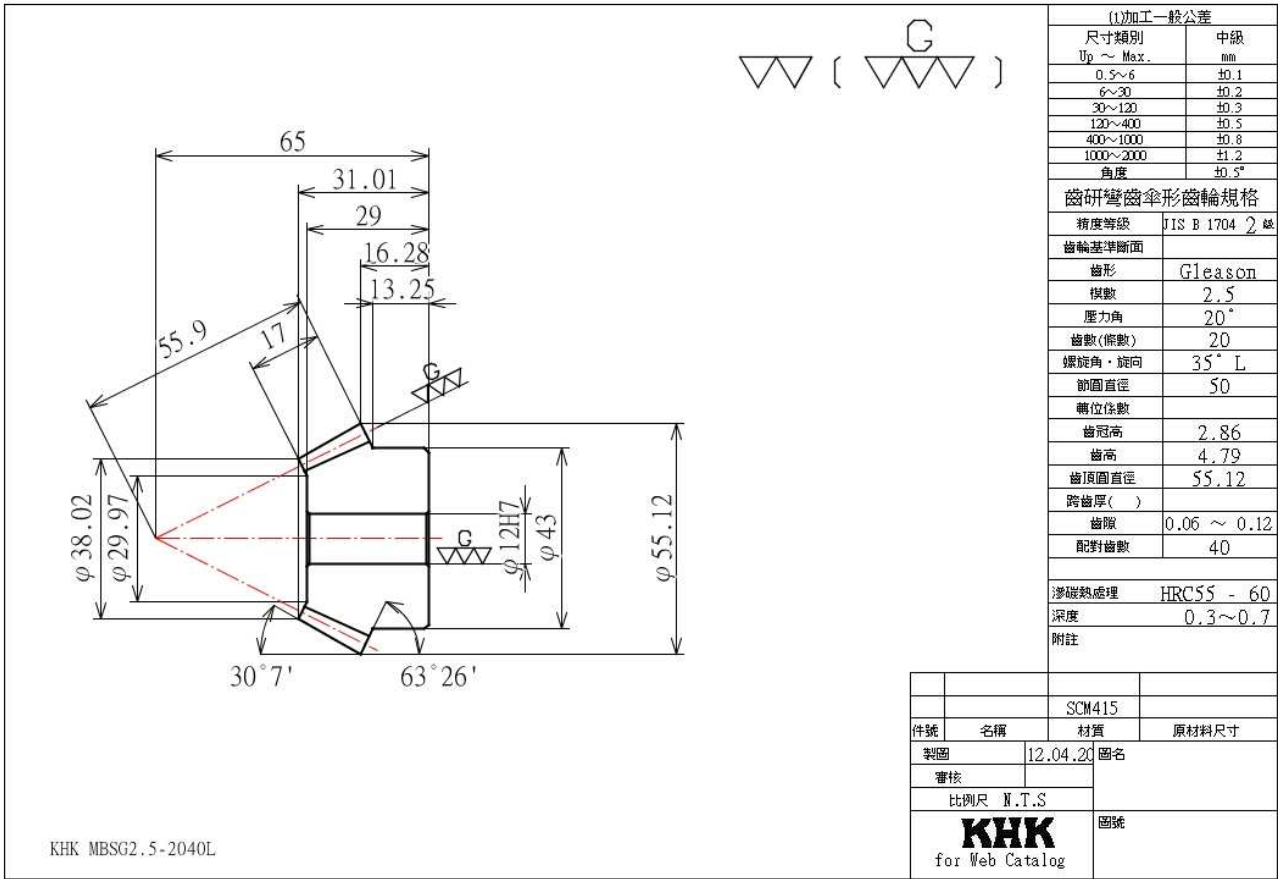 G
( )
65
31.01
29
16.28
13.25
55.9
17
G
φ38.02
φ29.97
G
φ12H7
φ43
φ55.12
30°7'
63°26'
KHK MBSG2.5-2040L
(1)加工一般公差
尺寸類別 中級
Up ~ Max. mm
0.5~6 ±0.1
6~30 ±0.2
30~120 ±0.3
120~400 ±0.5
400~1000 ±0.8
1000~2000 ±1.2
角度 ±0.5°
齒研彎齒傘形齒輪規格
精度等級 JIS B 1704 2 級
齒輪基準斷面
齒形 Gleason
模數 2.5
壓力角 20°
齒數(條數) 20
螺旋角・旋向 35° L
節圓直徑 50
轉位係數
齒冠高 2.86
齒高 4.79
齒頂圓直徑 55.12
跨齒厚( )
齒隙 0.06 ~ 0.12
配對齒數 40
滲碳熱處理 HRC55 - 60
深度 0.3~0.7
附註
SCM415
件號 名稱 材質 原材料尺寸
製圖 12.04.20 圖名
審核
比例尺 N.T.S
KHK 圖號
for Web Catalog